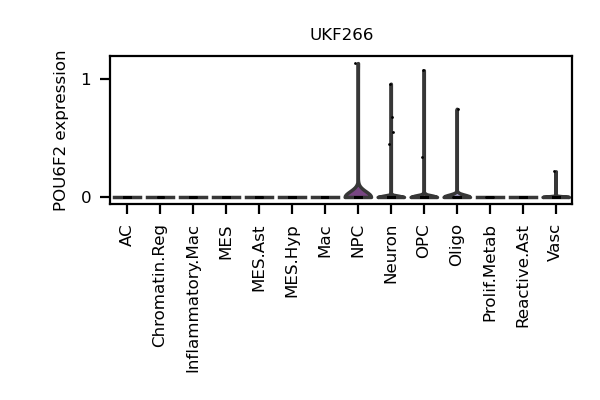 UKF266
POU6F2 expression
1
0
AC
Chromatin.Reg
Inflammatory.Mac
MES
MES.Ast
MES.Hyp
Mac
NPC
Neuron
OPC
Oligo
Prolif.Metab
Reactive.Ast
Vasc